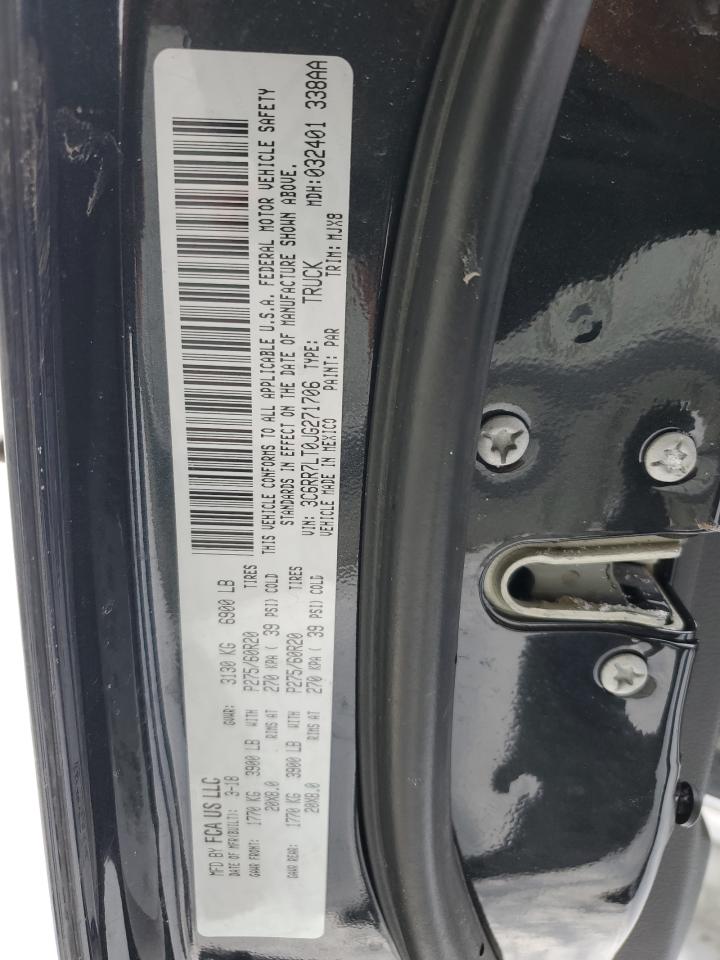 MFD BY FCA US LLC
DATE OF MFR(BUILT): 3-18 GVWR: 3130 KG 6900 LB
GAWR FRONT: 1770 KG 3900 LB WITH P275/60R20 TIRES
20X8.0 . RIMS AT 270 KPA ( 39 PSI) COLD
GAWR REAR: 1770 KG 3900 LB WITH P275/60R20 TIRES
20X8.0 . RIMS AT 270 KPA ( 39 PSI) COLD
THIS VEHICLE CONFORMS TO ALL APPLICABLE U.S.A. FEDERAL MOTOR VEHICLE SAFETY
STANDARDS IN EFFECT ON THE DATE OF MANUFACTURE SHOWN ABOVE.
VIN: 3C6RR7LT0JG271706 TYPE: TRUCK MDH:032401 338AA
VEHICLE MADE IN MEXICO PAINT: PAR TRIM: MJX8